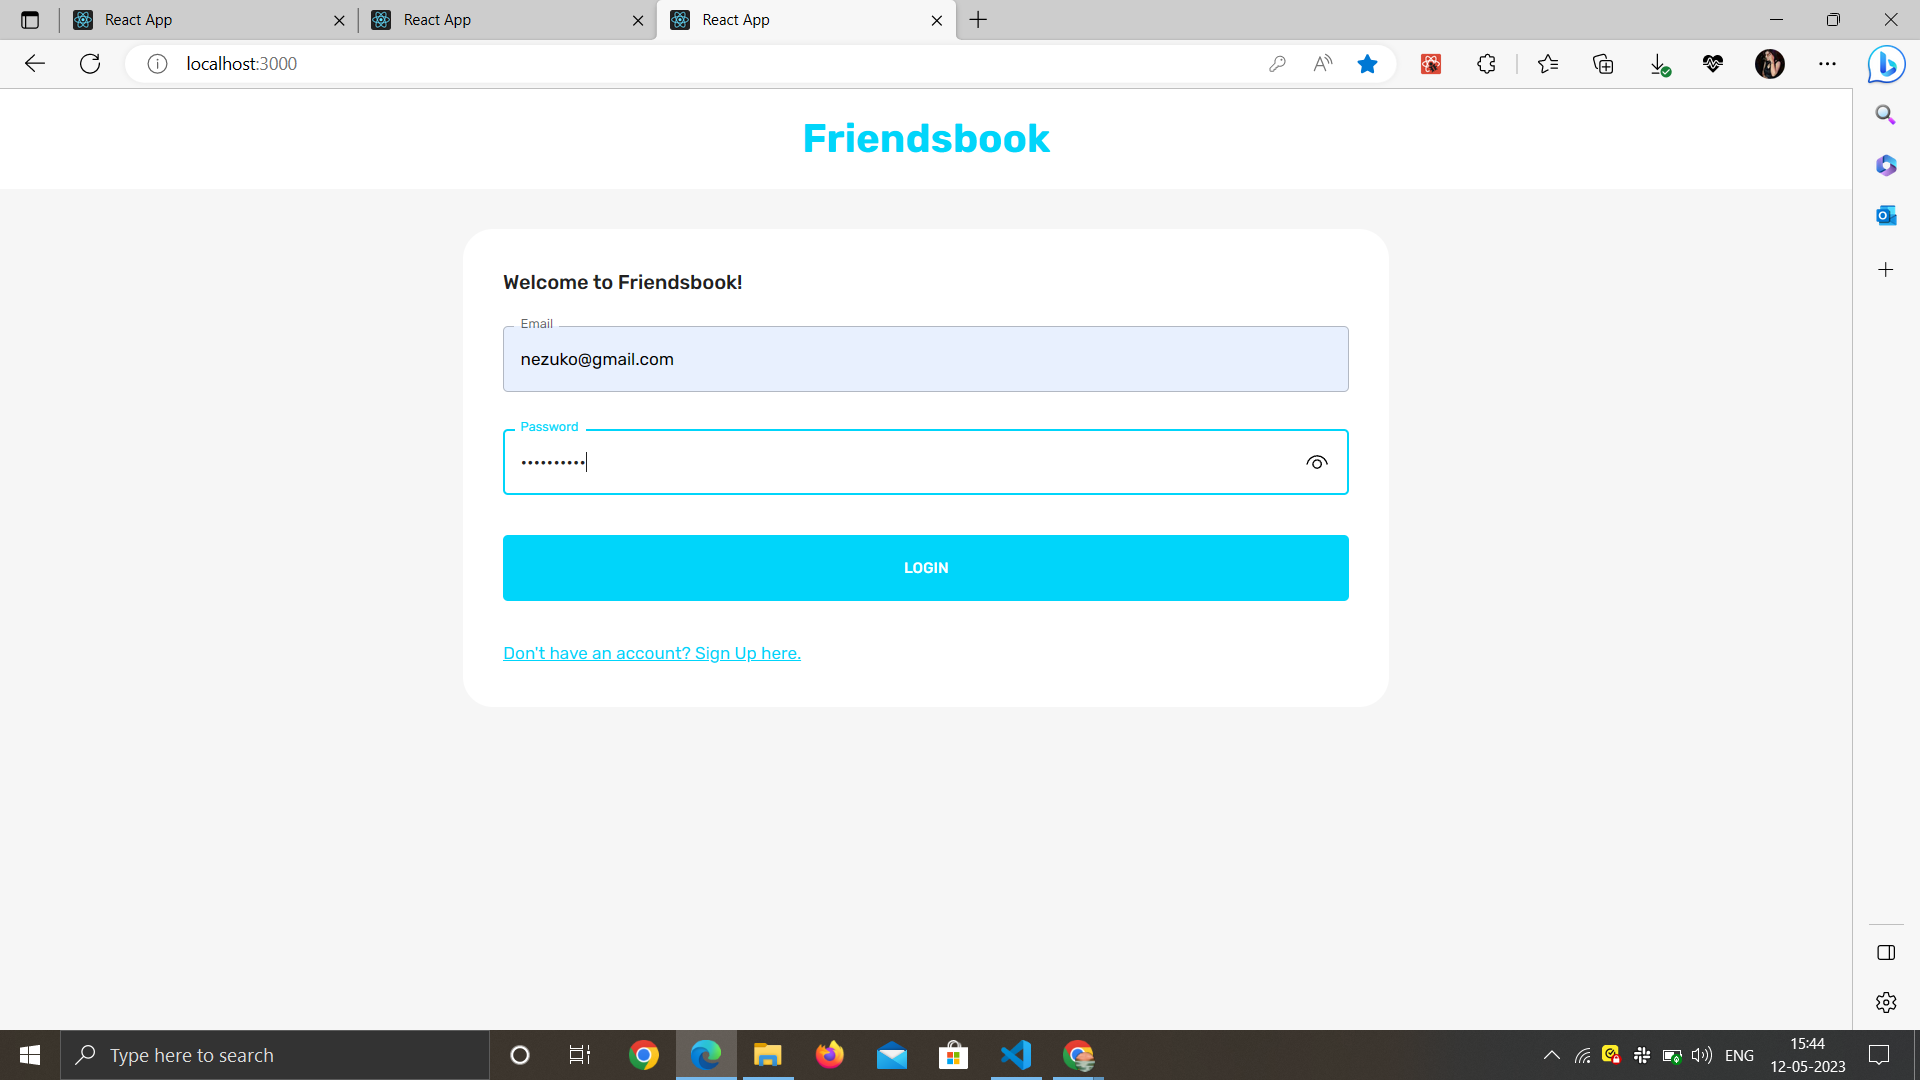 React App
React App
React App
localhost:3000
Friendsbook
Welcome to Friendsbook!
Email
nezuko@gmail.com
Password
••••••••••
LOGIN
Don't have an account? Sign Up here.
Type here to search
ENG
15:44
12-05-2023